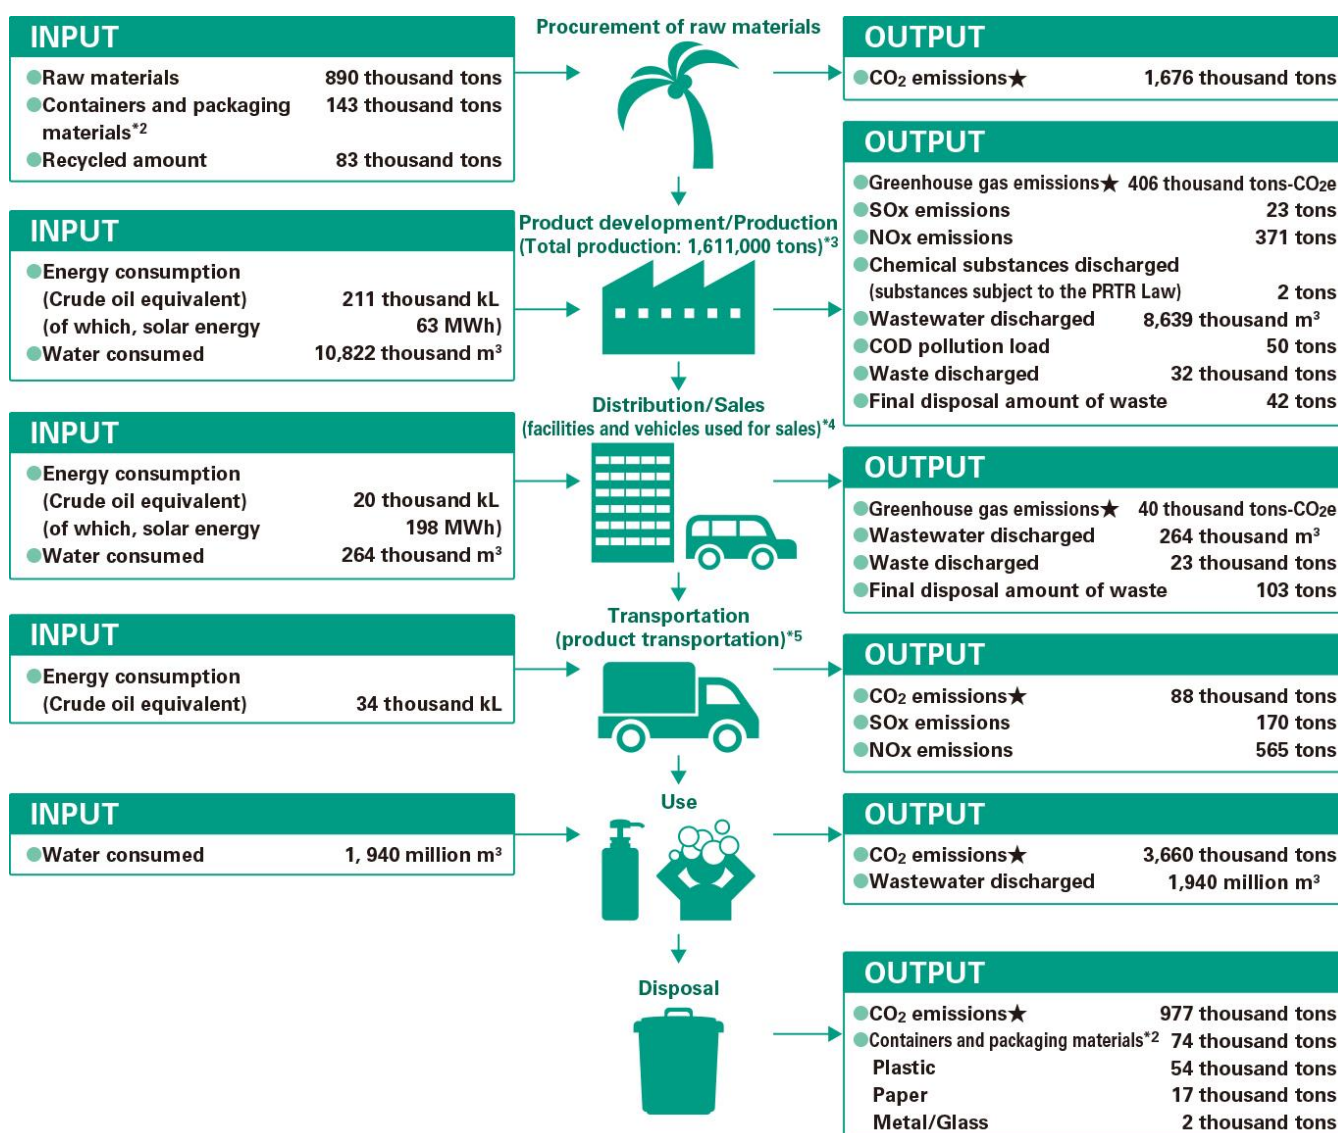 Procurement of raw materials
INPUT
●Raw materials 890 thousand tons
●Containers and packaging 143 thousand tons
materials*2
●Recycled amount 83 thousand tons
OUTPUT
●CO2 emissions★ 1,676 thousand tons
Product development/Production
(Total production: 1,611,000 tons)*3
INPUT
●Energy consumption
(Crude oil equivalent) 211 thousand kL
(of which, solar energy 63 MWh)
●Water consumed 10,822 thousand m³
OUTPUT
●Greenhouse gas emissions★ 406 thousand tons-CO2e
●SOx emissions 23 tons
●NOx emissions 371 tons
●Chemical substances discharged
(substances subject to the PRTR Law) 2 tons
●Wastewater discharged 8,639 thousand m³
●COD pollution load 50 tons
●Waste discharged 32 thousand tons
●Final disposal amount of waste 42 tons
Distribution/Sales
(facilities and vehicles used for sales)*4
INPUT
●Energy consumption
(Crude oil equivalent) 20 thousand kL
(of which, solar energy 198 MWh)
●Water consumed 264 thousand m³
OUTPUT
●Greenhouse gas emissions★ 40 thousand tons-CO2e
●Wastewater discharged 264 thousand m³
●Waste discharged 23 thousand tons
●Final disposal amount of waste 103 tons
Transportation
(product transportation)*5
INPUT
●Energy consumption
(Crude oil equivalent) 34 thousand kL
OUTPUT
●CO2 emissions★ 88 thousand tons
●SOx emissions 170 tons
●NOx emissions 565 tons
Use
INPUT
●Water consumed 1, 940 million m³
OUTPUT
●CO2 emissions★ 3,660 thousand tons
●Wastewater discharged 1,940 million m³
Disposal
OUTPUT
●CO2 emissions★ 977 thousand tons
●Containers and packaging materials*2 74 thousand tons
Plastic 54 thousand tons
Paper 17 thousand tons
Metal/Glass 2 thousand tons